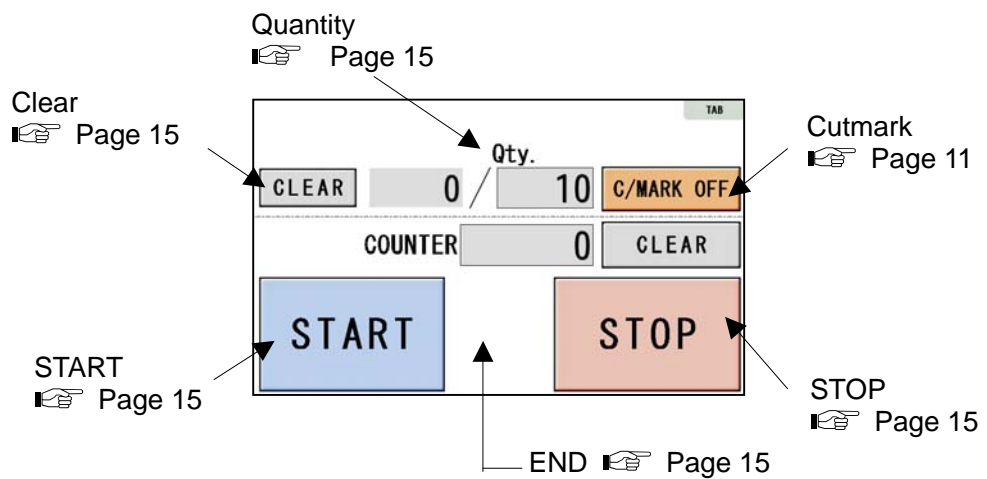 Quantity
☞ Page 15
Clear
☞ Page 15
TAB
Cutmark
☞ Page 11
Qty.
CLEAR 0 / 10 C/MARK OFF
COUNTER 0 CLEAR
START STOP
START
☞ Page 15
STOP
☞ Page 15
END ☞ Page 15